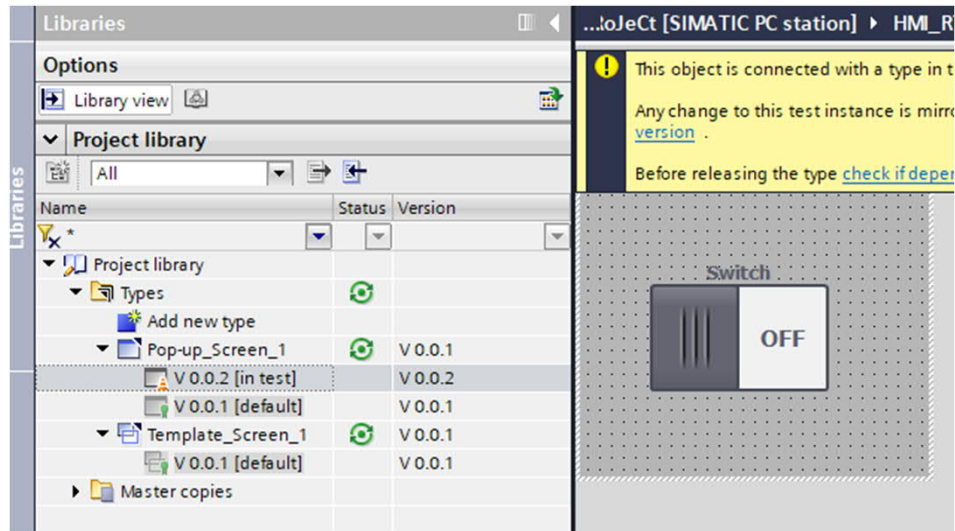 Libraries
...oJeCt [SIMATIC PC station] ▸ HMI_R
Options
Library view
This object is connected with a type in t
Any change to this test instance is mirro
version .
Before releasing the type check if deper
Project library
All
Name Status Version
*
Project library
Types
Add new type
Pop-up_Screen_1 V 0.0.1
V 0.0.2 [in test] V 0.0.2
V 0.0.1 [default] V 0.0.1
Template_Screen_1 V 0.0.1
V 0.0.1 [default] V 0.0.1
Master copies
Libraries
Switch
OFF